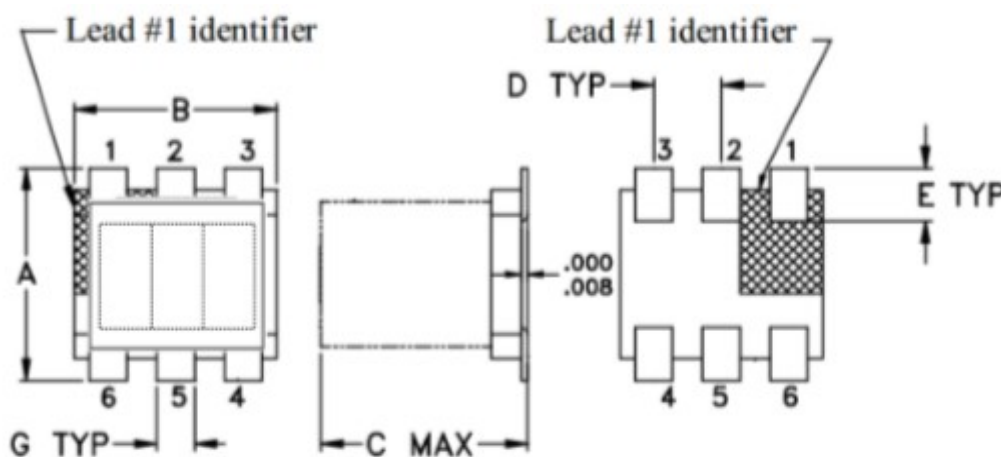 Lead #1 identifier
Lead #1 identifier
D TYP
B
1 2 3
3 2 1
E TYP
A
.000
.008
6 5 4
4 5 6
G TYP
C MAX